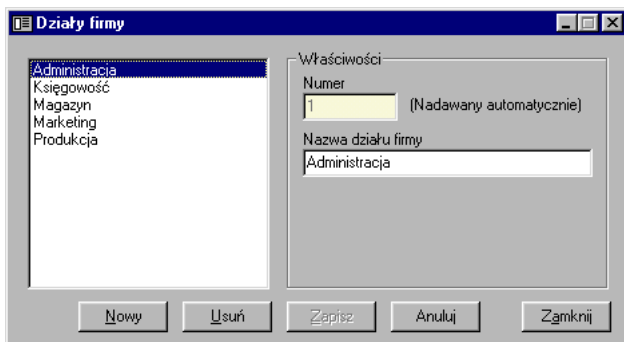 Działy firmy
Administracja
Księgowość
Magazyn
Marketing
Produkcja
Właściwości
Numer
1 (Nadawany automatycznie)
Nazwa działu firmy
Administracja
Nowy Usuń Zapisz Anuluj Zamknij